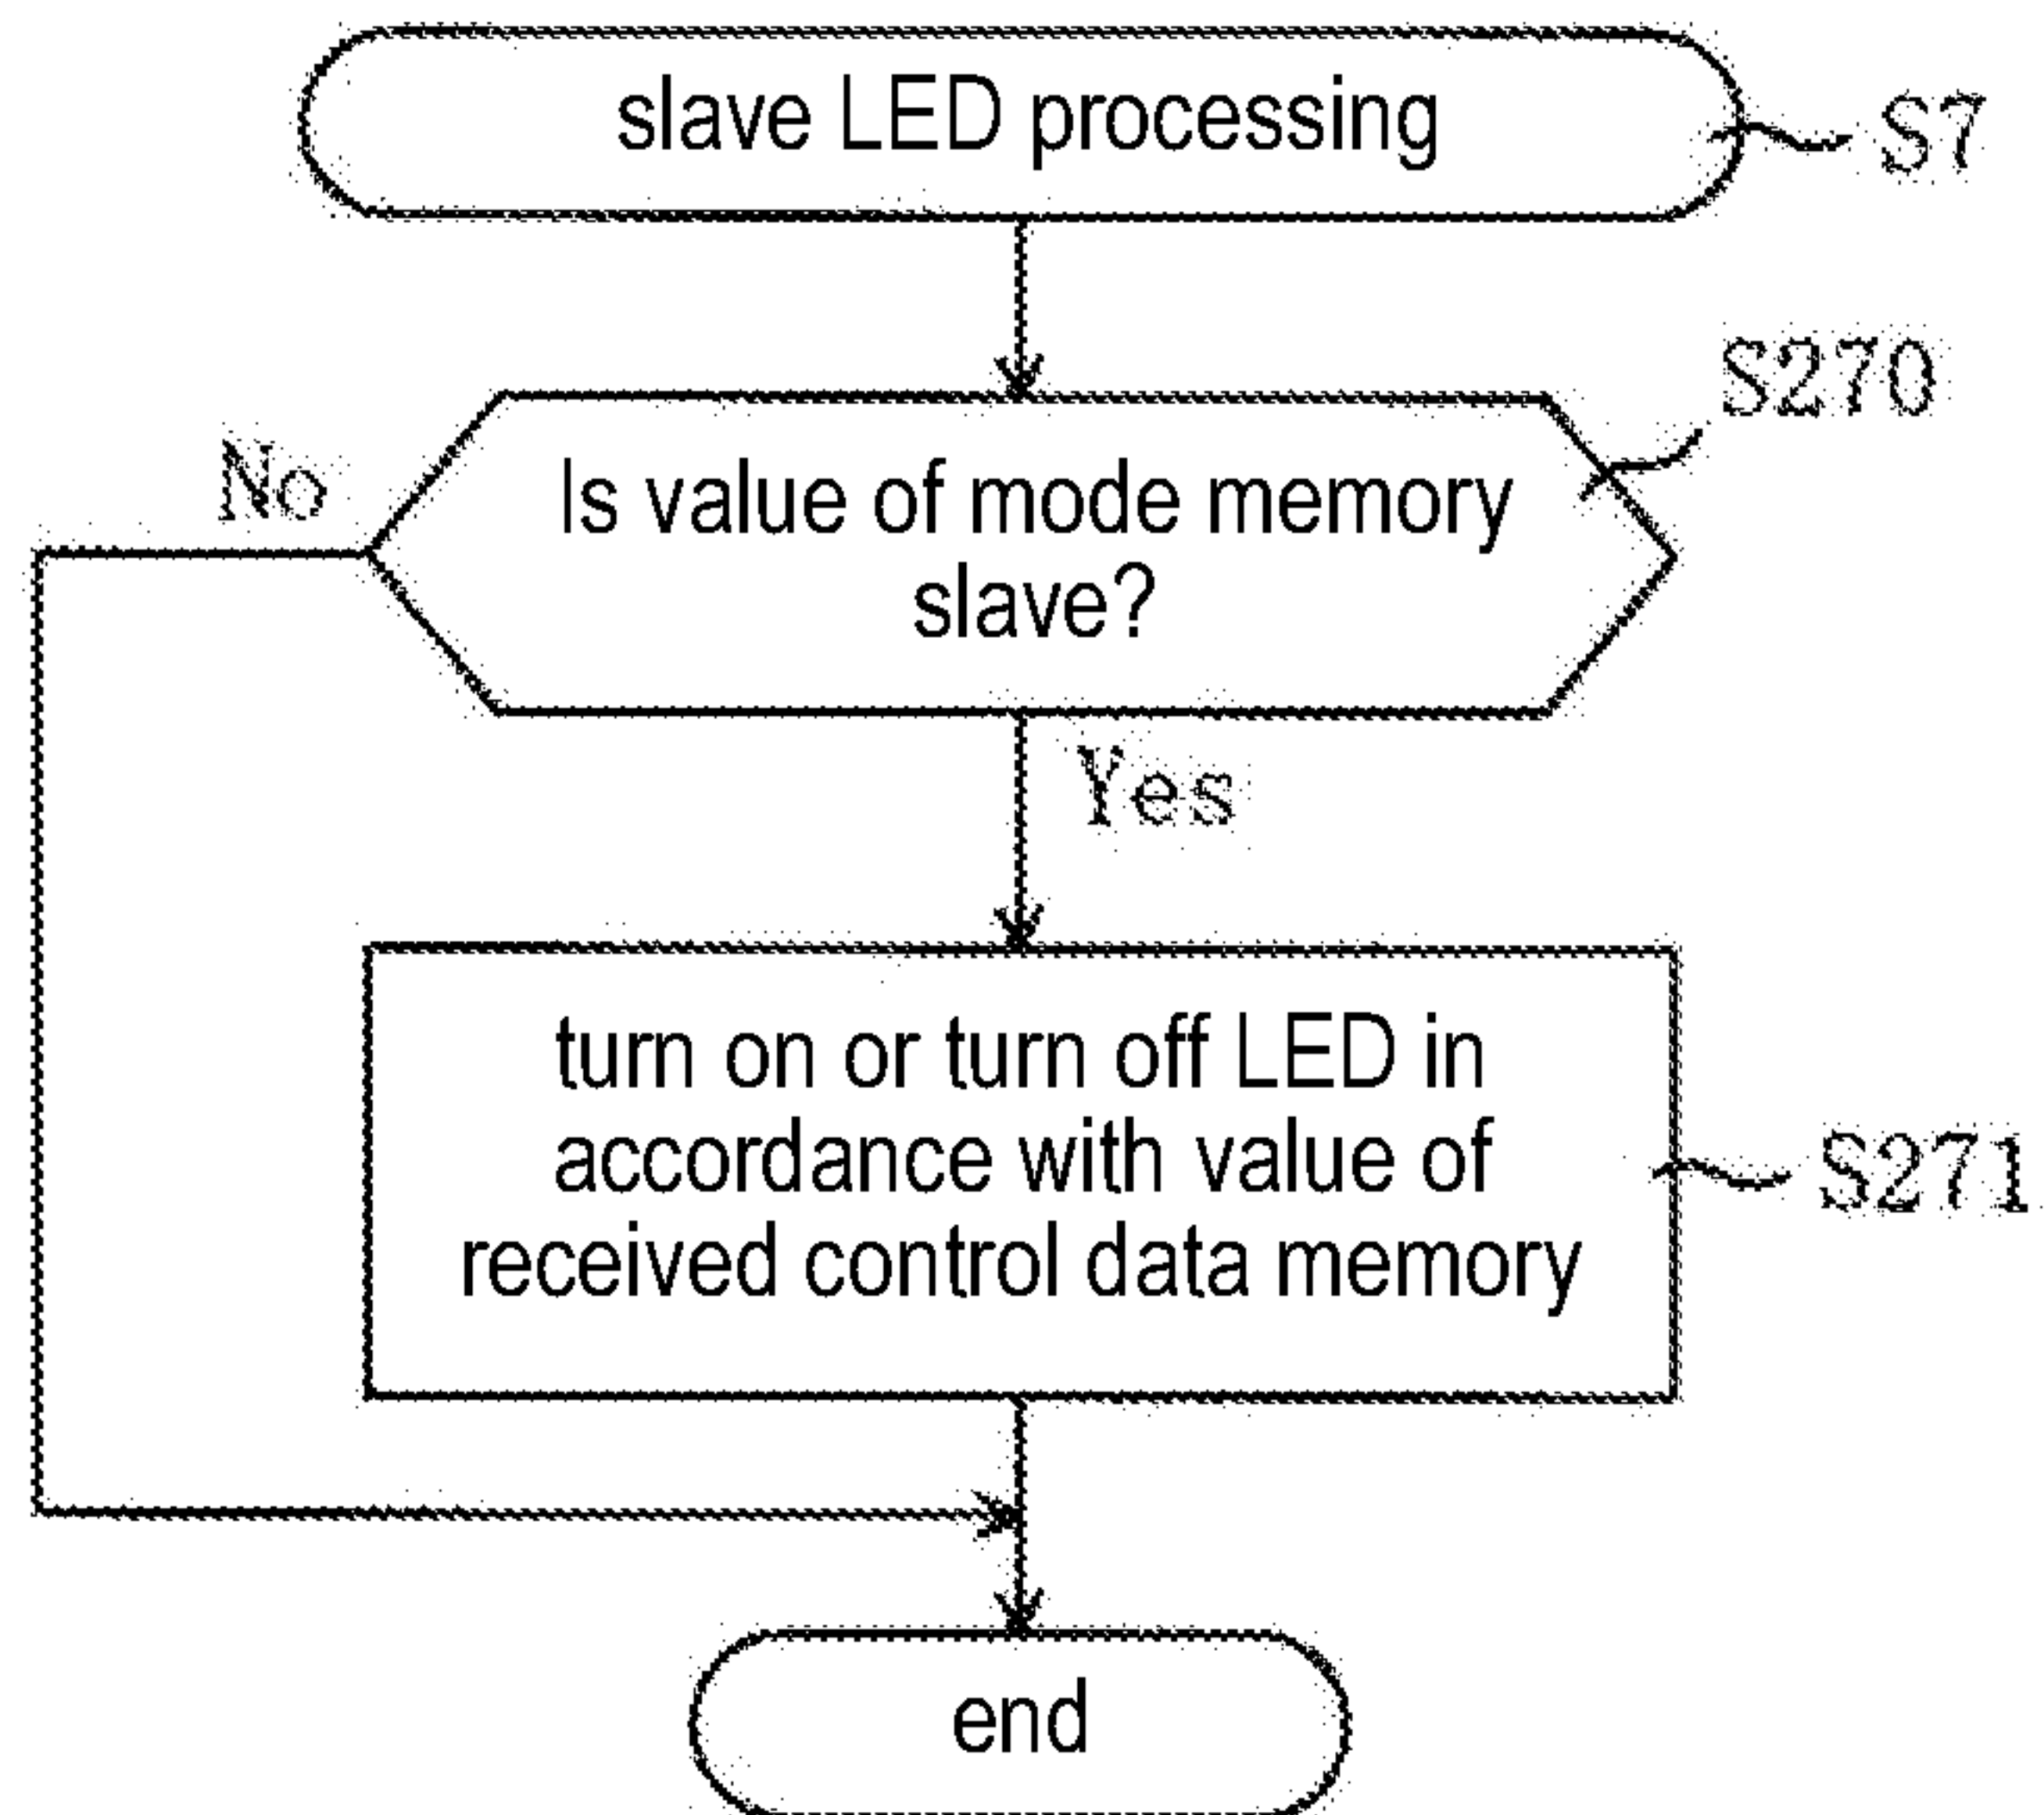 slave LED processing
S7
S270
No
Is value of mode memory
slave?
Yes
turn on or turn off LED in
accordance with value of
received control data memory
S271
end